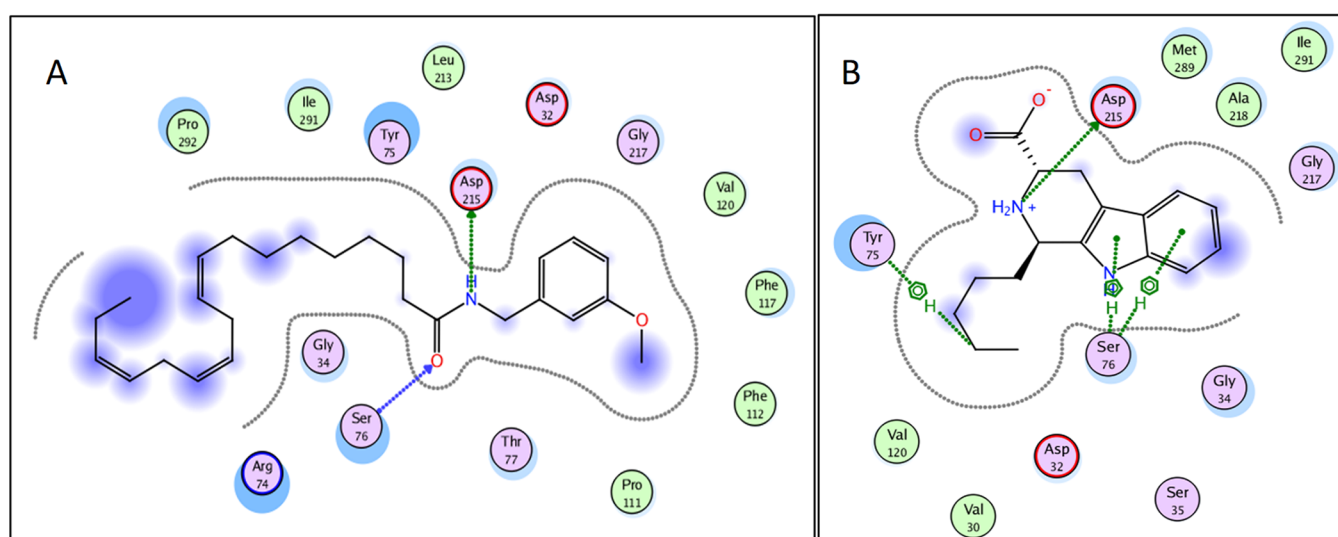 A
Leu
213
Asp
32
Ile
291
Pro
292
Tyr
75
Gly
217
Asp
215
Val
120
H
N
O
O
Phe
117
Gly
34
Ser
76
Thr
77
Phe
112
Arg
74
Pro
111
B
Met
289
Ile
291
Asp
215
Ala
218
O-
O
Gly
217
H2N+
Tyr
75
H
N
H
H
H
Ser
76
Gly
34
Val
120
Asp
32
Ser
35
Val
30